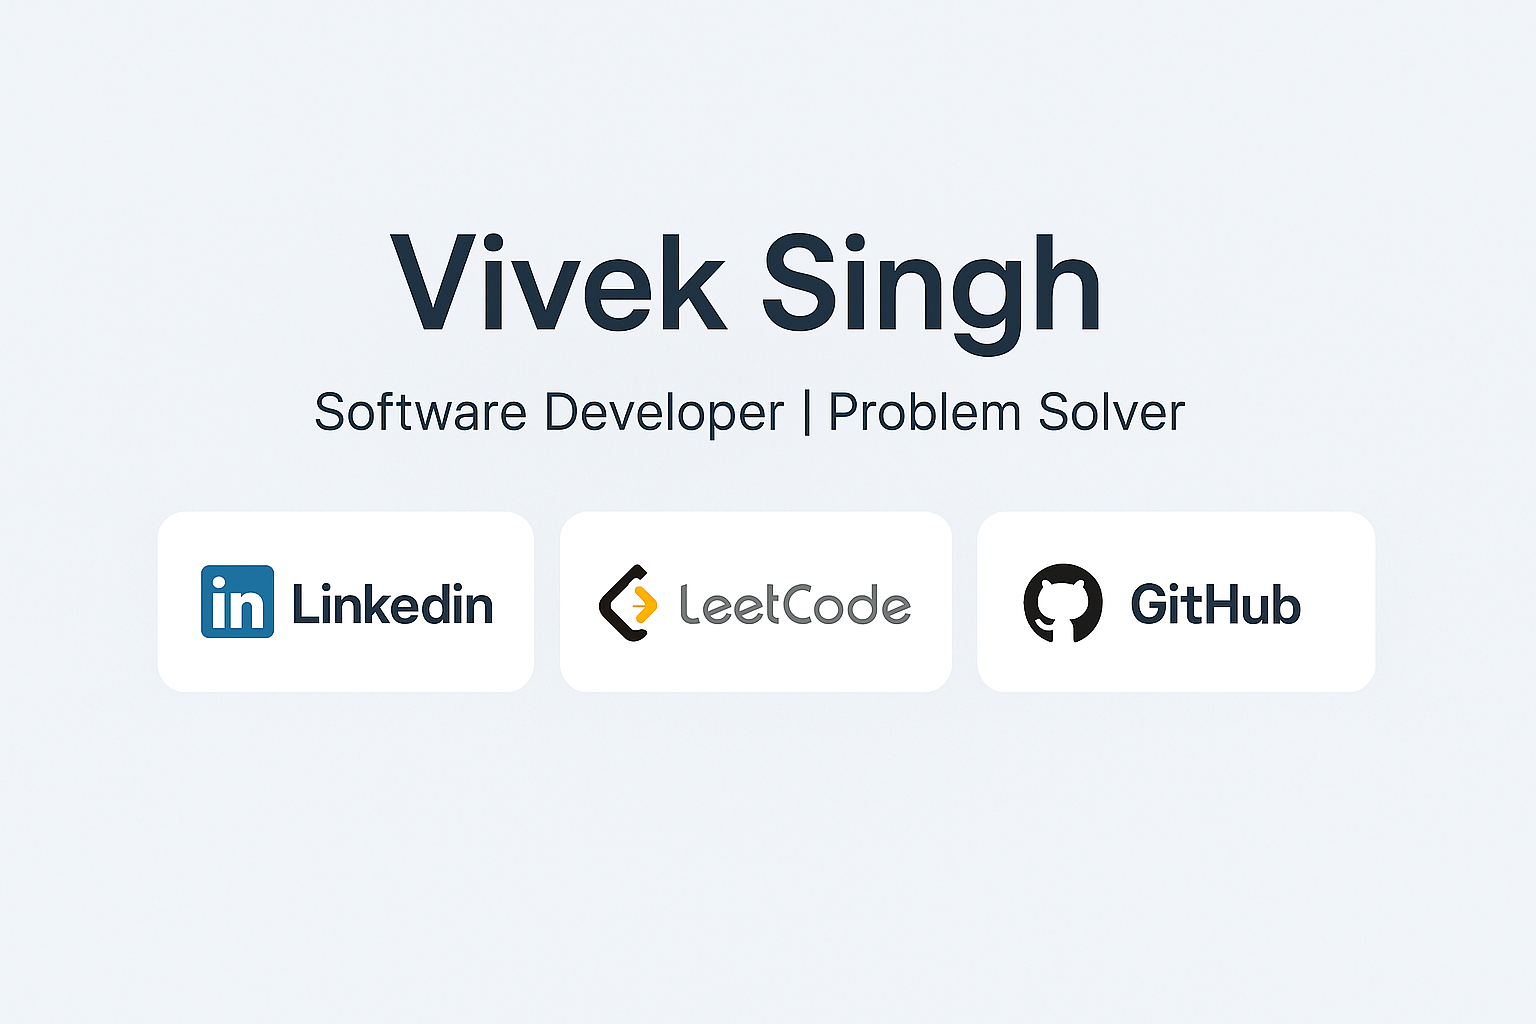 Vivek Singh
Software Developer | Problem Solver
in Linkedin LeetCode GitHub